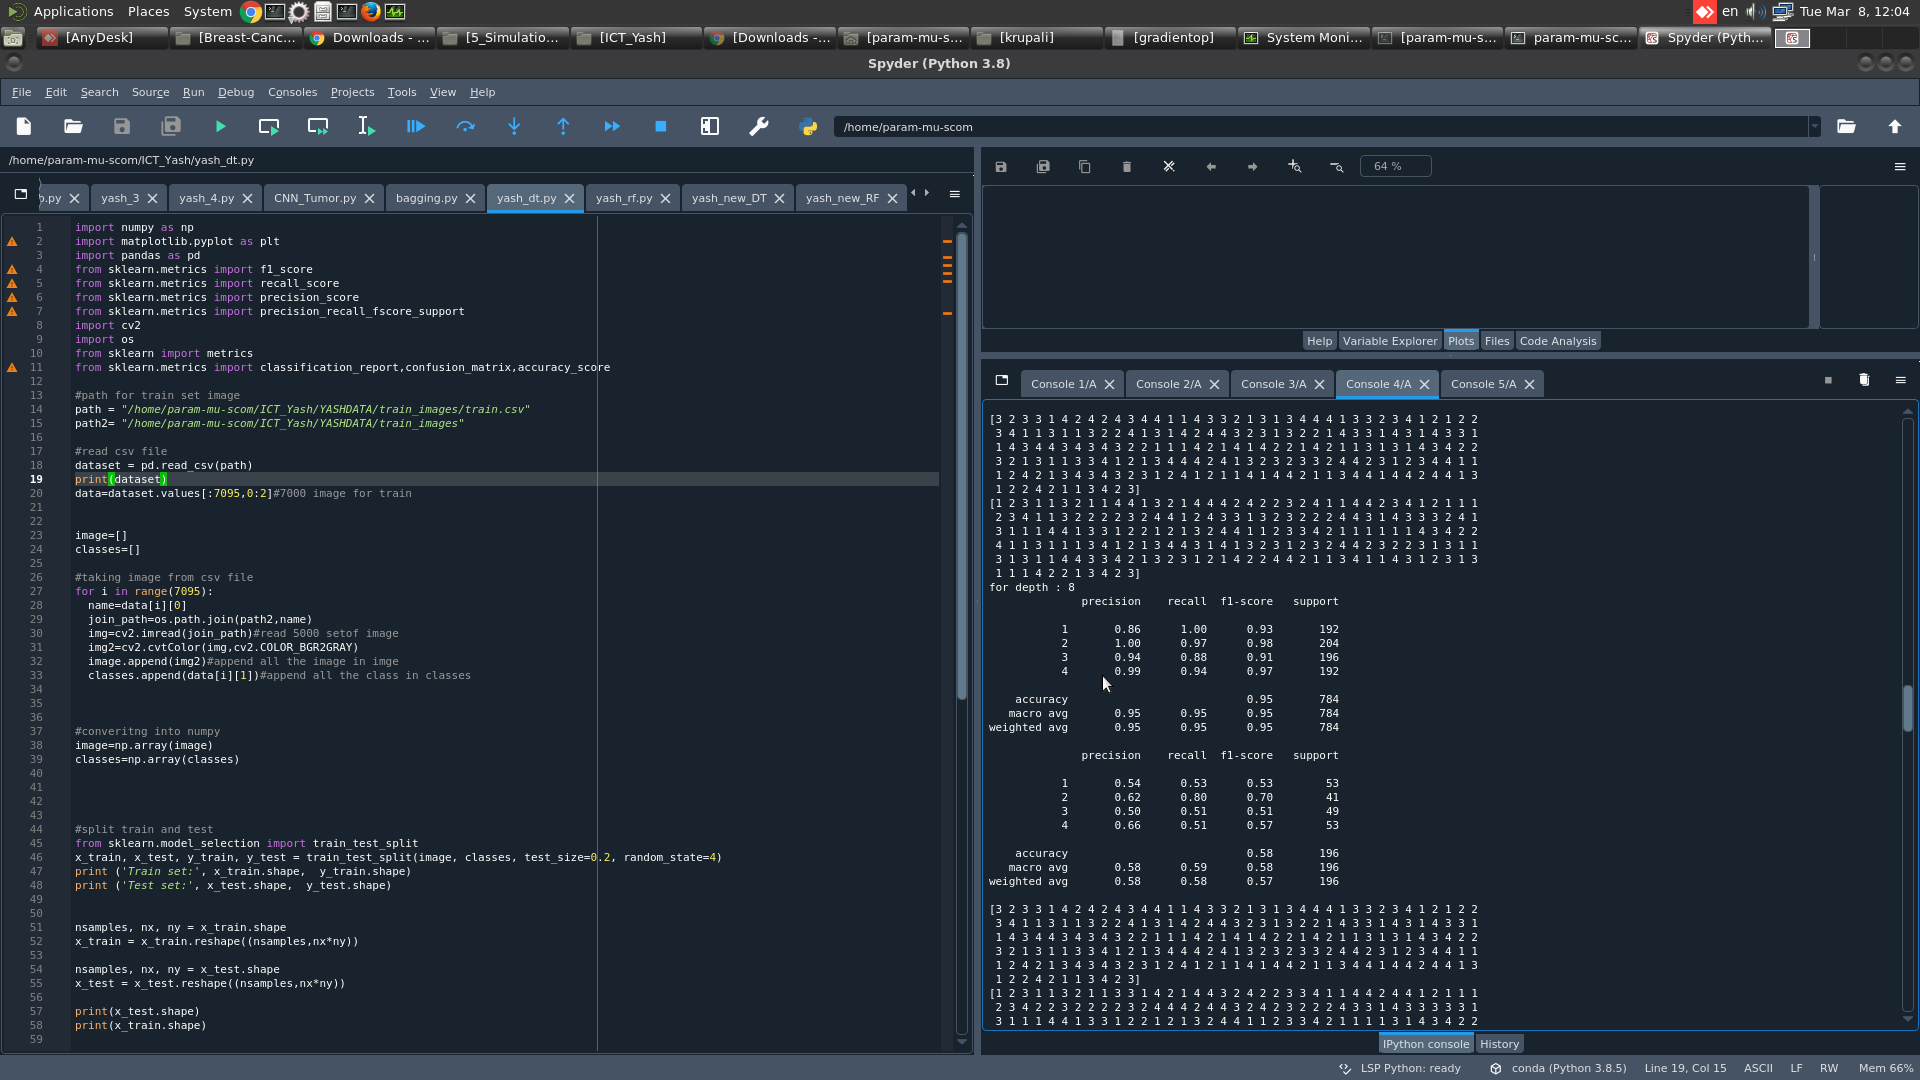 Applications Places System en Tue Mar 8, 12:04
[AnyDesk] [Breast-Canc... Downloads - ... [5_Simulatio... [ICT_Yash] [Downloads -... [param-mu-s... [krupali] [gradientop] System Moni... [param-mu-s... param-mu-sc... Spyder (Pyth...
Spyder (Python 3.8)
File Edit Search Source Run Debug Consoles Projects Tools View Help
/home/param-mu-scom
/home/param-mu-scom/ICT_Yash/yash_dt.py
.py yash_3 yash_4.py CNN_Tumor.py bagging.py yash_dt.py yash_rf.py yash_new_DT yash_new_RF
1 import numpy as np
2 import matplotlib.pyplot as plt
3 import pandas as pd
4 from sklearn.metrics import f1_score
5 from sklearn.metrics import recall_score
6 from sklearn.metrics import precision_score
7 from sklearn.metrics import precision_recall_fscore_support
8 import cv2
9 import os
10 from sklearn import metrics
11 from sklearn.metrics import classification_report,confusion_matrix,accuracy_score
12
13 #path for train set image
14 path = "/home/param-mu-scom/ICT_Yash/YASHDATA/train_images/train.csv"
15 path2= "/home/param-mu-scom/ICT_Yash/YASHDATA/train_images"
16
17 #read csv file
18 dataset = pd.read_csv(path)
19 print(dataset)
20 data=dataset.values[:7095,0:2]#7000 image for train
21
22
23 image=[]
24 classes=[]
25
26 #taking image from csv file
27 for i in range(7095):
28 name=data[i][0]
29 join_path=os.path.join(path2,name)
30 img=cv2.imread(join_path)#read 5000 setof image
31 img2=cv2.cvtColor(img,cv2.COLOR_BGR2GRAY)
32 image.append(img2)#append all the image in imge
33 classes.append(data[i][1])#append all the class in classes
34
35
36
37 #converitng into numpy
38 image=np.array(image)
39 classes=np.array(classes)
40
41
42
43
44 #split train and test
45 from sklearn.model_selection import train_test_split
46 x_train, x_test, y_train, y_test = train_test_split(image, classes, test_size=0.2, random_state=4)
47 print ('Train set:', x_train.shape, y_train.shape)
48 print ('Test set:', x_test.shape, y_test.shape)
49
50
51 nsamples, nx, ny = x_train.shape
52 x_train = x_train.reshape((nsamples,nx*ny))
53
54 nsamples, nx, ny = x_test.shape
55 x_test = x_test.reshape((nsamples,nx*ny))
56
57 print(x_test.shape)
58 print(x_train.shape)
59
64 %
Help Variable Explorer Plots Files Code Analysis
Console 1/A Console 2/A Console 3/A Console 4/A Console 5/A
[3 2 3 3 1 4 2 4 2 4 3 4 4 1 1 4 3 3 2 1 3 1 3 4 4 4 1 3 3 2 3 4 1 2 1 2 2
3 4 1 1 3 1 1 3 2 2 4 1 3 1 4 2 4 4 3 2 3 1 3 2 2 1 4 3 3 1 4 3 1 4 3 3 1
1 4 3 4 4 3 4 3 4 3 2 2 1 1 1 4 2 1 4 1 4 2 2 1 4 2 1 1 3 1 3 1 4 3 4 2 2
3 2 1 3 1 1 3 3 4 1 3 1 2 1 3 4 4 4 2 4 1 3 2 3 2 3 3 2 4 4 2 3 1 2 3 4 4 1 1
1 2 4 2 1 3 4 3 4 3 2 3 1 2 4 1 2 1 1 4 1 4 4 2 1 1 3 4 4 1 4 4 2 4 4 1 3
1 2 2 4 2 1 1 3 4 2 3]
[1 2 3 1 1 3 2 1 1 4 4 1 3 2 1 4 4 4 3 2 4 2 2 3 2 4 1 1 4 4 2 3 4 1 2 1 1 1
2 3 4 1 1 3 2 2 2 2 3 2 4 4 1 2 4 4 3 3 1 3 2 3 2 2 2 4 4 3 1 4 3 3 3 2 4 1
3 1 1 1 4 4 1 3 3 1 2 2 1 2 1 3 2 4 4 1 1 2 3 3 4 2 1 1 1 1 1 1 4 3 4 2 2
4 1 1 3 1 1 1 3 4 1 2 1 3 4 4 3 1 4 1 3 2 3 1 2 3 2 4 4 2 3 2 2 3 1 3 1 1
3 1 3 1 1 4 4 3 3 4 2 1 3 2 3 1 2 1 4 2 2 4 4 2 1 1 3 4 4 1 2 3 1 2 3 1 3
1 1 1 4 2 2 1 3 4 2 3]
for depth : 8
precision recall f1-score support
1 0.86 1.00 0.93 192
2 1.00 0.97 0.98 204
3 0.94 0.88 0.91 196
4 0.99 0.94 0.97 192
accuracy 0.95 784
macro avg 0.95 0.95 0.95 784
weighted avg 0.95 0.95 0.95 784
precision recall f1-score support
1 0.54 0.53 0.53 53
2 0.62 0.80 0.70 41
3 0.50 0.51 0.51 49
4 0.66 0.51 0.57 53
accuracy 0.58 196
macro avg 0.58 0.59 0.58 196
weighted avg 0.58 0.58 0.57 196
[3 2 3 3 1 4 2 4 2 4 3 4 4 1 1 4 3 3 2 1 3 1 3 4 4 4 1 3 3 2 3 4 1 2 1 2 2
3 4 1 1 3 1 1 3 2 2 4 1 3 1 4 2 4 4 3 2 3 1 3 2 2 1 4 3 3 1 4 3 1 4 3 3 1
1 4 3 4 4 3 4 3 4 3 2 2 1 1 1 4 2 1 4 1 4 2 2 1 4 2 1 1 3 1 3 1 4 3 4 2 2
3 2 1 3 1 1 3 3 4 1 3 1 2 1 3 4 4 4 2 4 1 3 2 3 2 3 3 2 4 4 2 3 1 2 3 4 4 1 1
1 2 4 2 1 3 4 3 4 3 2 3 1 2 4 1 2 1 1 4 1 4 4 2 1 1 3 4 4 1 4 4 2 4 4 1 3
1 2 2 4 2 1 1 3 4 2 3]
[1 2 3 1 1 3 2 1 1 3 3 1 4 2 1 4 4 3 2 4 2 2 3 3 4 1 1 4 4 2 4 4 1 2 1 1 1
2 3 4 2 2 3 2 2 2 2 3 2 4 4 1 2 4 4 3 3 1 3 2 3 2 2 2 4 3 3 1 4 3 3 3 3 4 1
3 1 1 1 4 4 1 3 3 1 2 2 1 2 1 3 2 4 4 1 1 2 3 3 4 2 1 1 1 1 3 1 4 3 4 2 2
IPython console History
LSP Python: ready conda (Python 3.8.5) Line 19, Col 15 ASCII LF RW Mem 66%